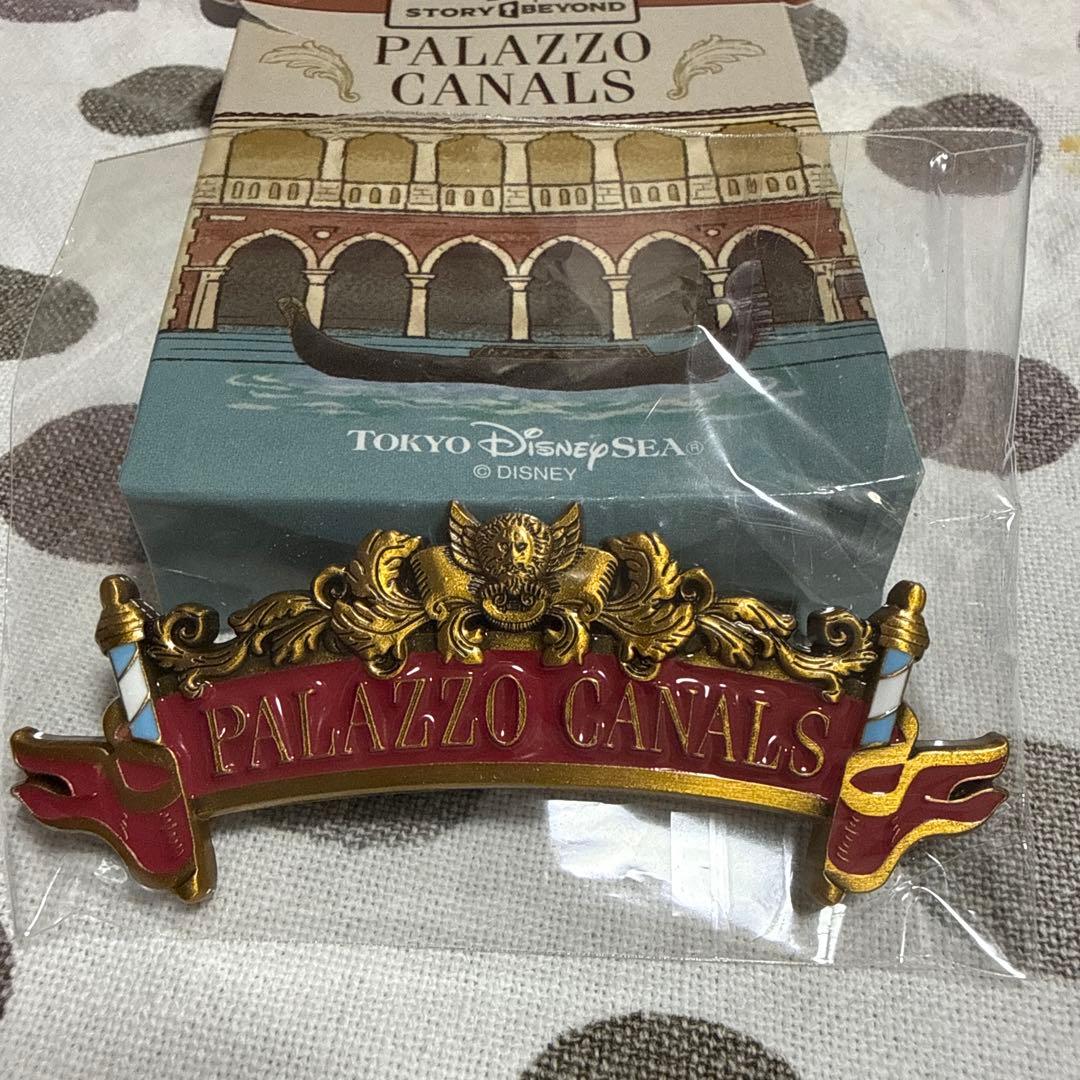 STORY BEYOND
PALAZZO
CANALS
TOKYO DISNEYSEA®
© DISNEY
PALAZZO CANALS